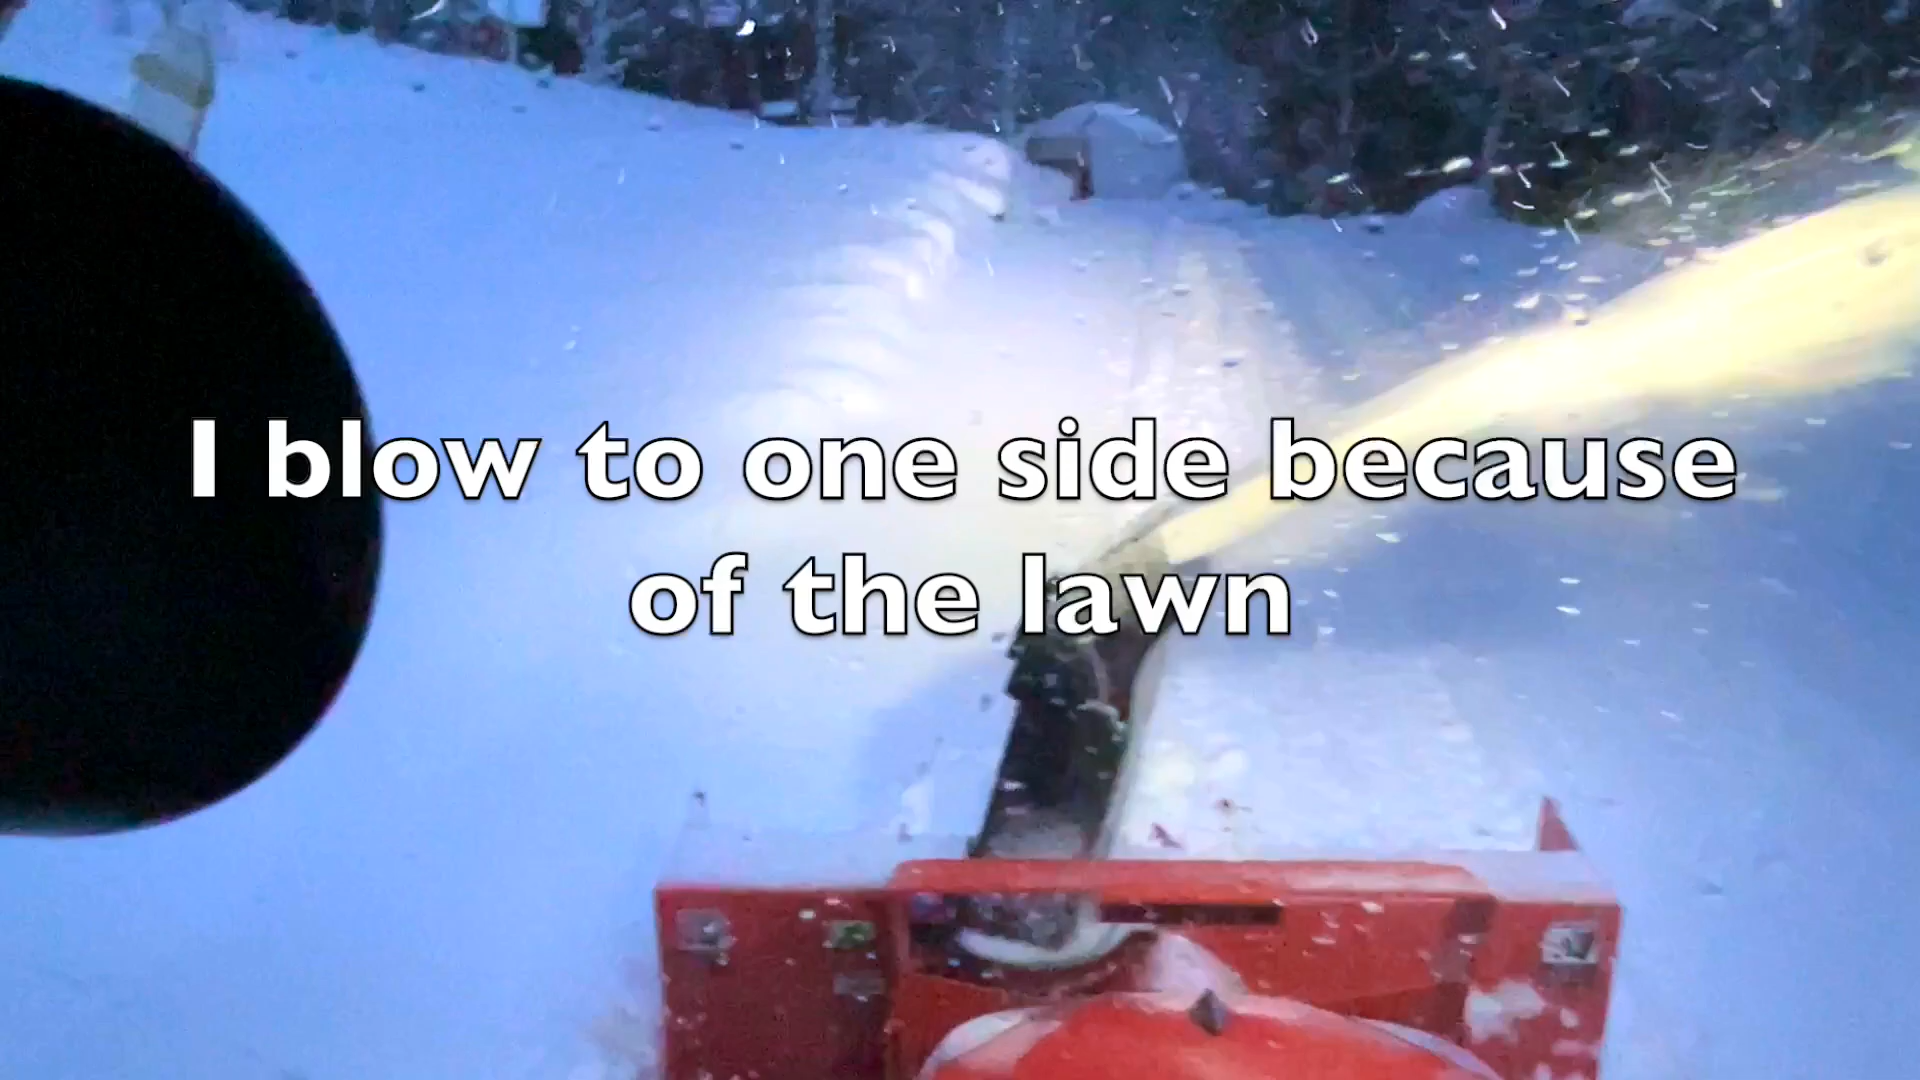 I blow to one side because
of the lawn